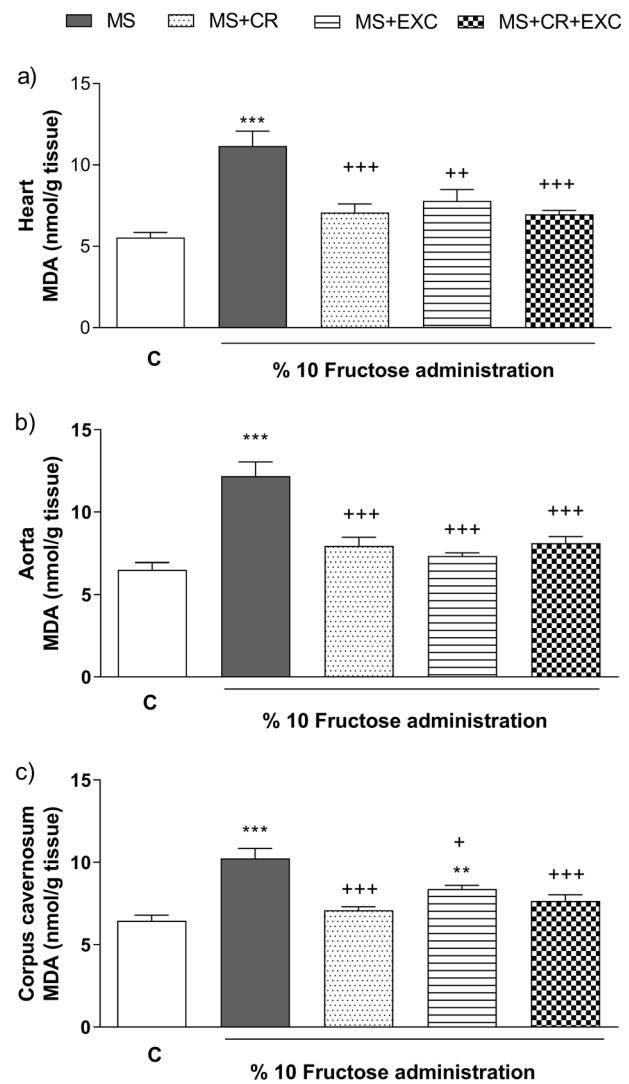 MS MS+CR MS+EXC MS+CR+EXC
a)
Heart
MDA (nmol/g tissue)
15
10
5
0
***
+++
++
+++
C
% 10 Fructose administration
b)
Aorta
MDA (nmol/g tissue)
15
10
5
0
***
+++
+++
+++
C
% 10 Fructose administration
c)
Corpus cavernosum
MDA (nmol/g tissue)
15
10
5
0
***
+++
+
**
+++
C
% 10 Fructose administration